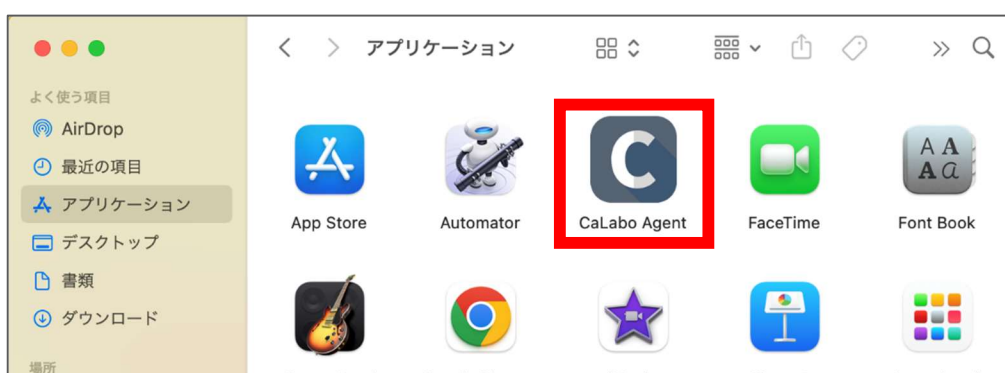 アプリケーション
よく使う項目
AirDrop
最近の項目
アプリケーション
デスクトップ
書類
ダウンロード
場所
App Store
Automator
CaLabo Agent
FaceTime
Font Book